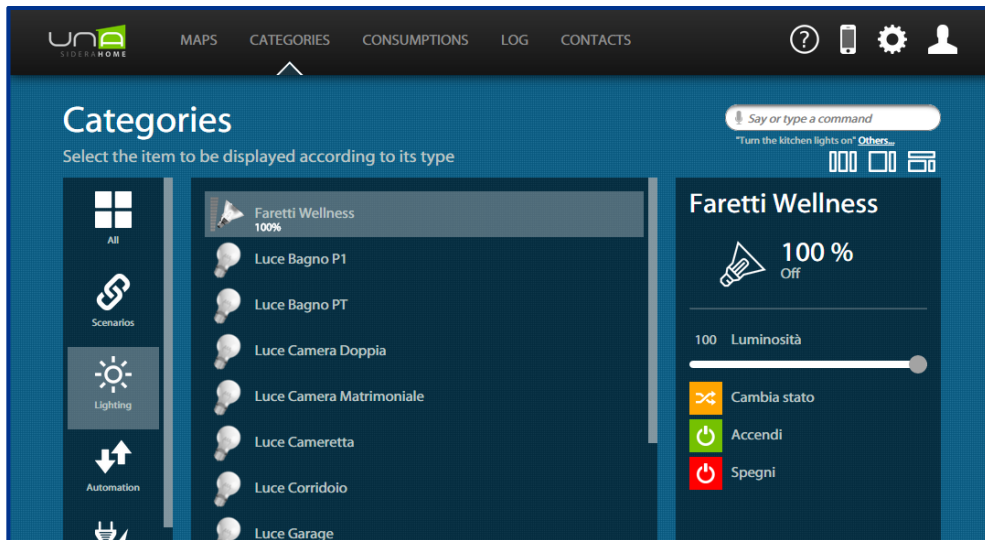 UNA
SIDERAHOME
MAPS CATEGORIES CONSUMPTIONS LOG CONTACTS
?
Categories
Select the item to be displayed according to its type
Say or type a command
"Turn the kitchen lights on" Others...
All
Scenarios
Lighting
Automation
Faretti Wellness
100%
Luce Bagno P1
Luce Bagno PT
Luce Camera Doppia
Luce Camera Matrimoniale
Luce Cameretta
Luce Corridoio
Luce Garage
Faretti Wellness
100 %
Off
100 Luminosità
Cambia stato
Accendi
Spegni